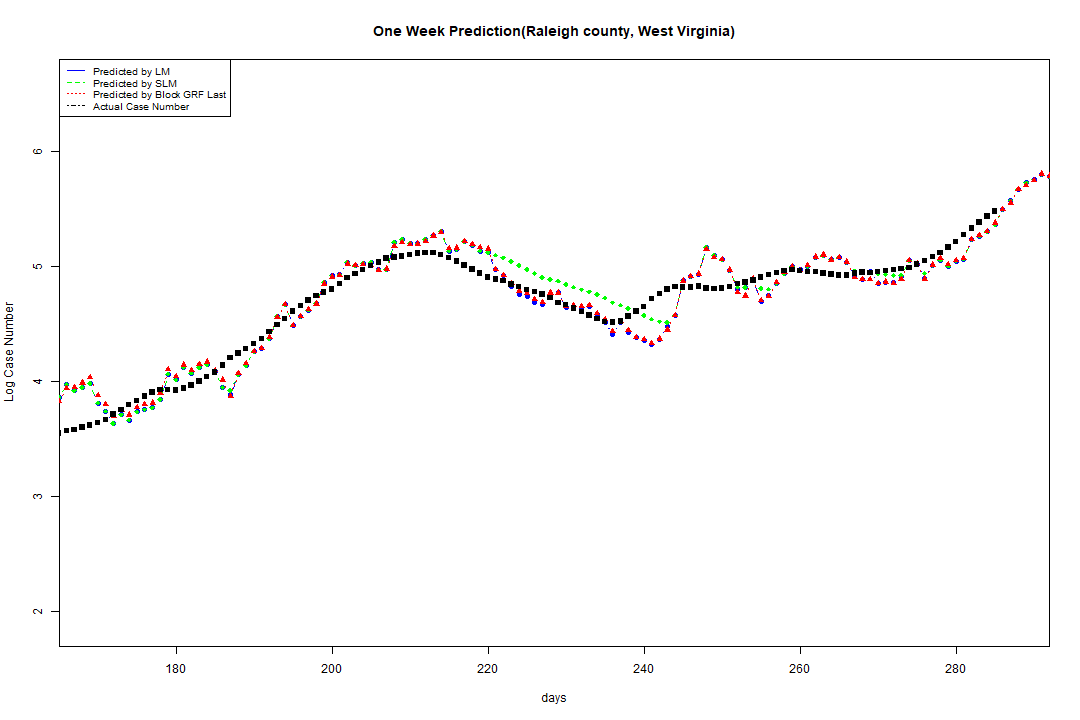 One Week Prediction(Raleigh county, West Virginia)
Predicted by LM
Predicted by SLM
Predicted by Block GRF Last
Actual Case Number
6
5
4
3
2
Log Case Number
180 200 220 240 260 280
days